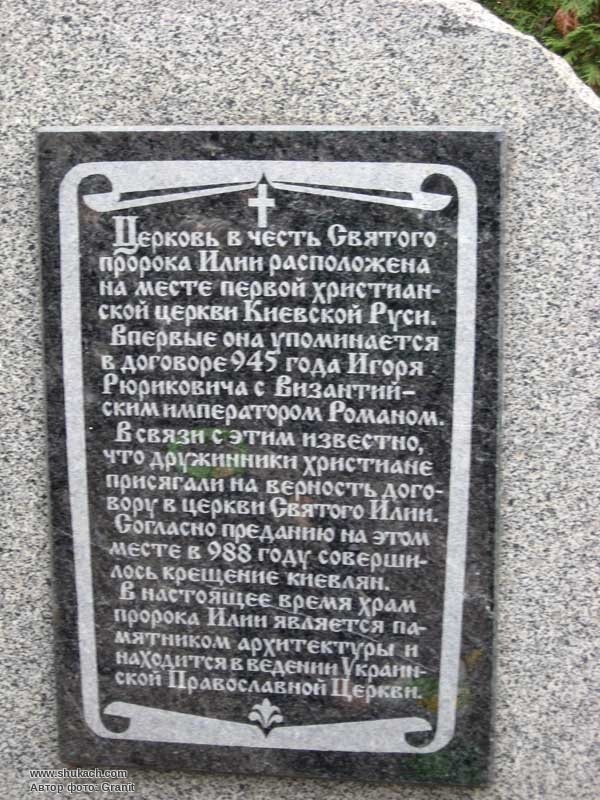 Церковь в честь Святого
пророка Илии расположена
на месте первой христиан-
ской церкви Киевской Руси.
Впервые она упоминается
в договоре 945 года Игоря
Рюриковича с Византий-
ским императором Романом.
В связи с этим известно,
что дружинники христиане
присягали на верность дого-
вору в церкви Святого Илии.
Согласно преданию на этом
месте в 988 году соверши-
лось крещение киевлян.
В настоящее время храм
пророка Илии является па-
мятником архитектуры и
находится в ведении Украин-
ской Православной Церкви.
www.shukach.com
Автор фото: Granit